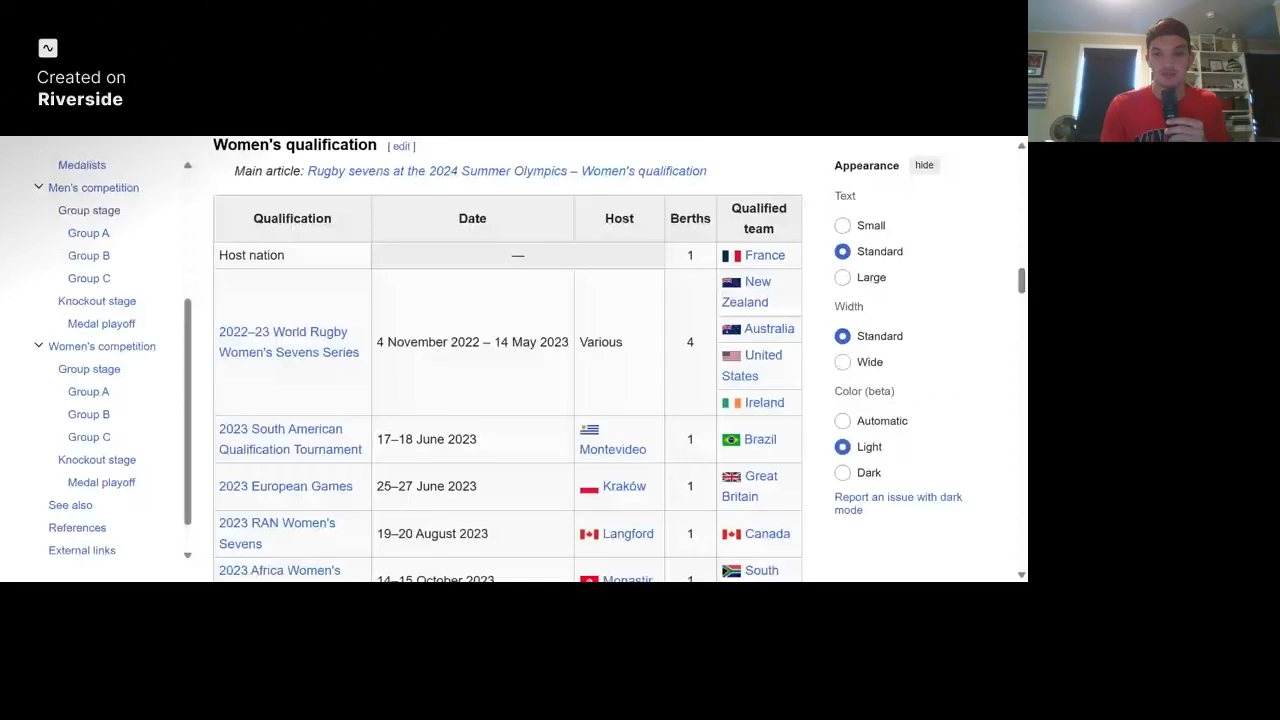 Created on
Riverside
Women's qualification [ edit ]
Main article: Rugby sevens at the 2024 Summer Olympics – Women's qualification
Medalists
Men's competition
Group stage
Group A
Group B
Group C
Knockout stage
Medal playoff
Women's competition
Group stage
Group A
Group B
Group C
Knockout stage
Medal playoff
See also
References
External links
Qualification Date Host Berths Qualified team
Host nation — 1 France
2022–23 World Rugby
Women's Sevens Series
4 November 2022 – 14 May 2023 Various 4
New
Zealand
Australia
United
States
Ireland
2023 South American
Qualification Tournament
17–18 June 2023
Montevideo
1 Brazil
2023 European Games 25–27 June 2023 Kraków 1
Great
Britain
2023 RAN Women's
Sevens
19–20 August 2023 Langford 1 Canada
2023 Africa Women's
14–15 October 2023 Monastir 1
South
Appearance hide
Text
Small
Standard
Large
Width
Standard
Wide
Color (beta)
Automatic
Light
Dark
Report an issue with dark
mode